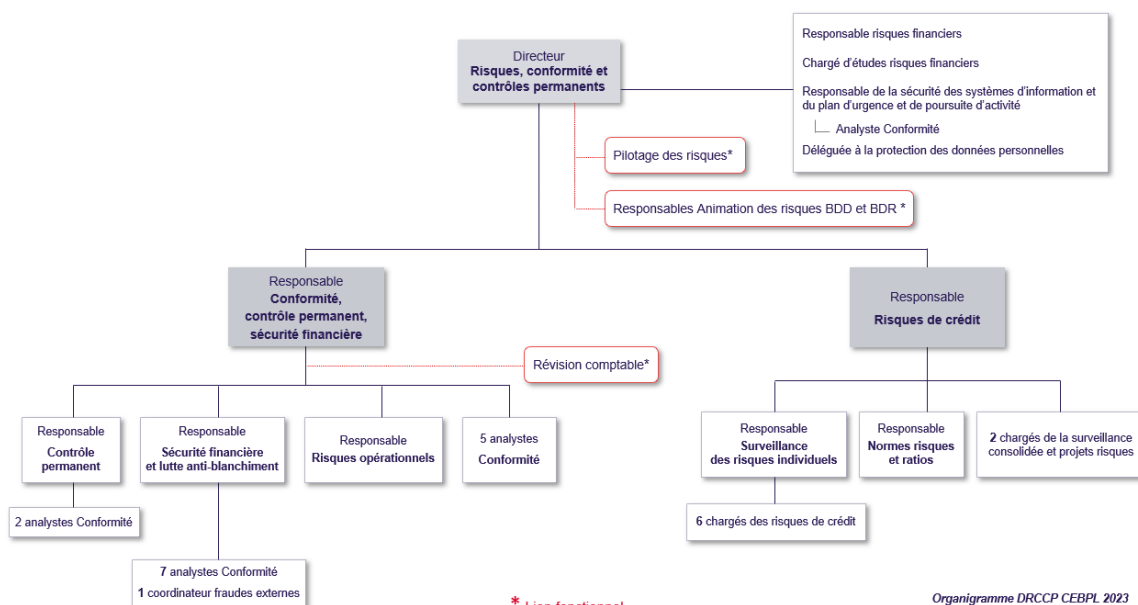 Directeur
Risques, conformité et
contrôles permanents
Responsable risques financiers
Chargé d'études risques financiers
Responsable de la sécurité des systèmes d'information et
du plan d'urgence et de poursuite d'activité
Analyste Conformité
Déléguée à la protection des données personnelles
Pilotage des risques*
Responsables Animation des risques BDD et BDR *
Responsable
Conformité,
contrôle permanent,
sécurité financière
Responsable
Risques de crédit
Révision comptable*
Responsable
Contrôle
permanent
Responsable
Sécurité financière
et lutte anti-blanchiment
Responsable
Risques opérationnels
5 analystes
Conformité
Responsable
Surveillance
des risques individuels
Responsable
Normes risques
et ratios
2 chargés de la surveillance
consolidée et projets risques
2 analystes Conformité
6 chargés des risques de crédit
7 analystes Conformité
1 coordinateur fraudes externes
* Lien fonctionnel
Organigramme DRCCP CEBPL 2023